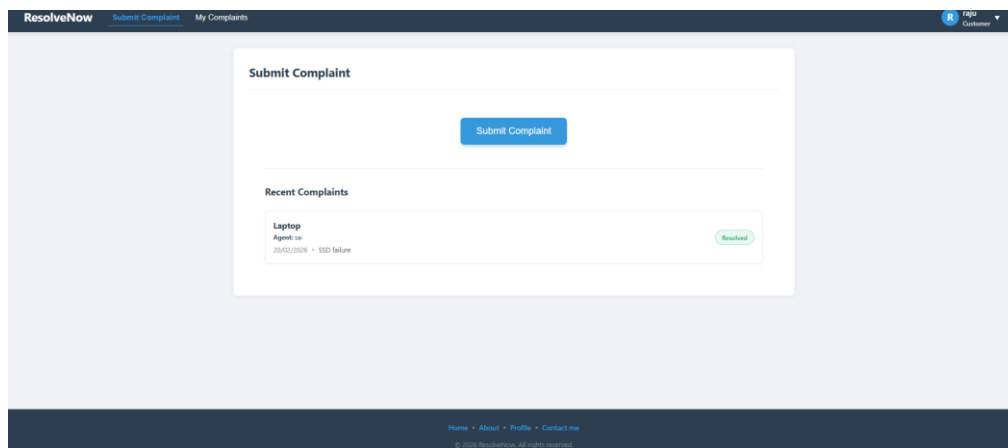 ResolveNow Submit Complaint My Complaints R raju
Customer
Submit Complaint
Submit Complaint
Recent Complaints
Laptop
Agent: sai
20/02/2026 • SSD failure
Resolved
Home • About • Profile • Contact me
© 2026 ResolveNow. All rights reserved.